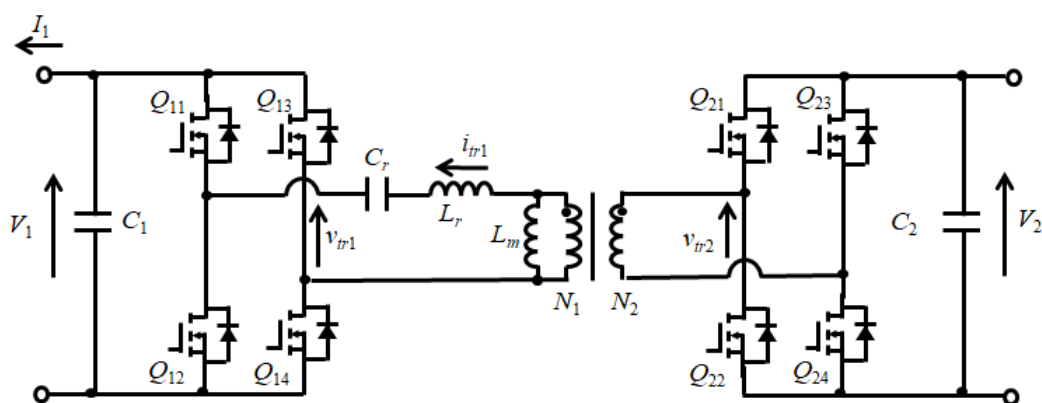 I1
Q11
Q13
Q21
Q23
Cr
itr1
Lr
V1
C1
vtr1
Lm
vtr2
C2
V2
N1
N2
Q12
Q14
Q22
Q24